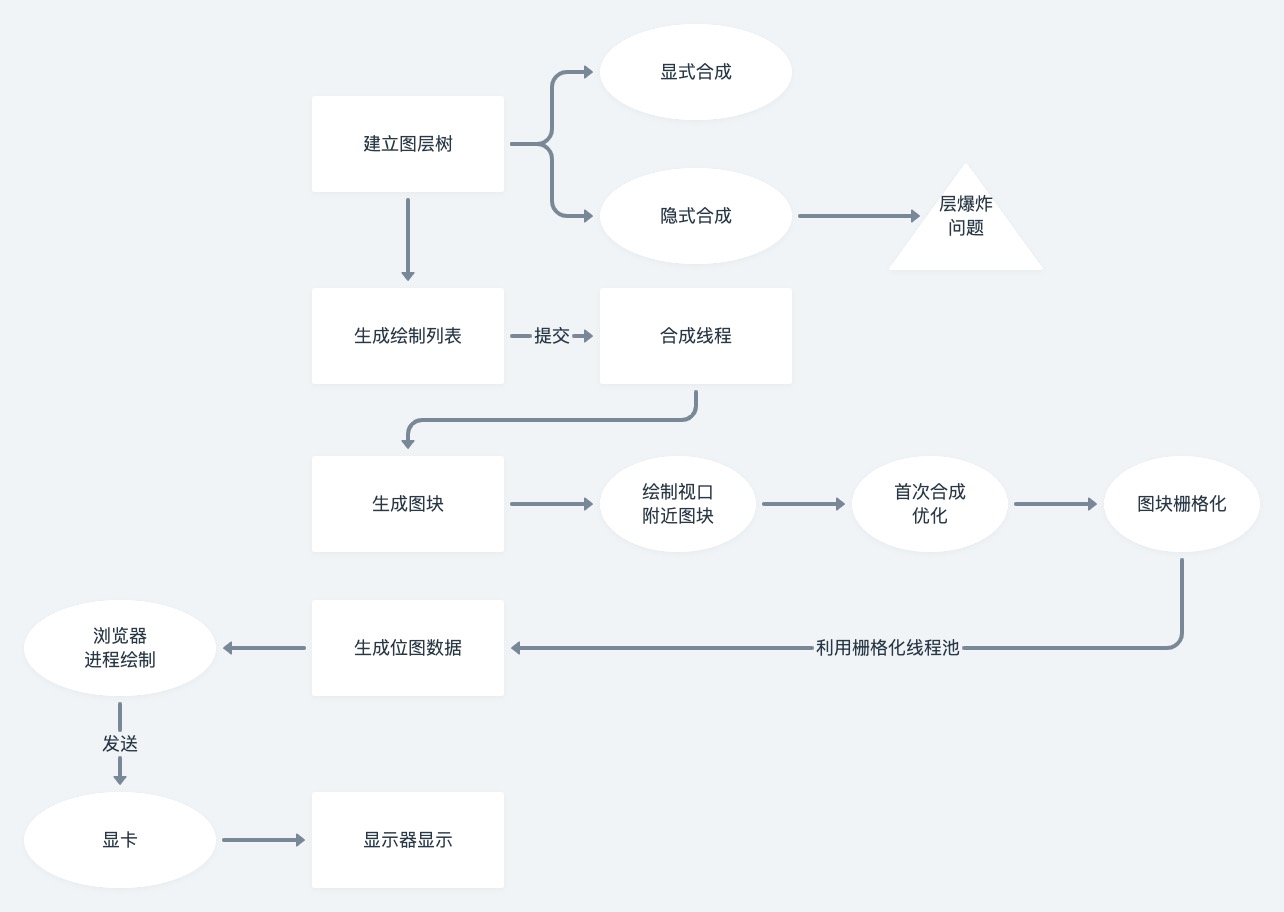 显式合成
建立图层树
隐式合成
层爆炸
问题
生成绘制列表
提交
合成线程
生成图块
绘制视口
附近图块
首次合成
优化
图块栅格化
浏览器
进程绘制
生成位图数据
利用栅格化线程池
发送
显卡
显示器显示